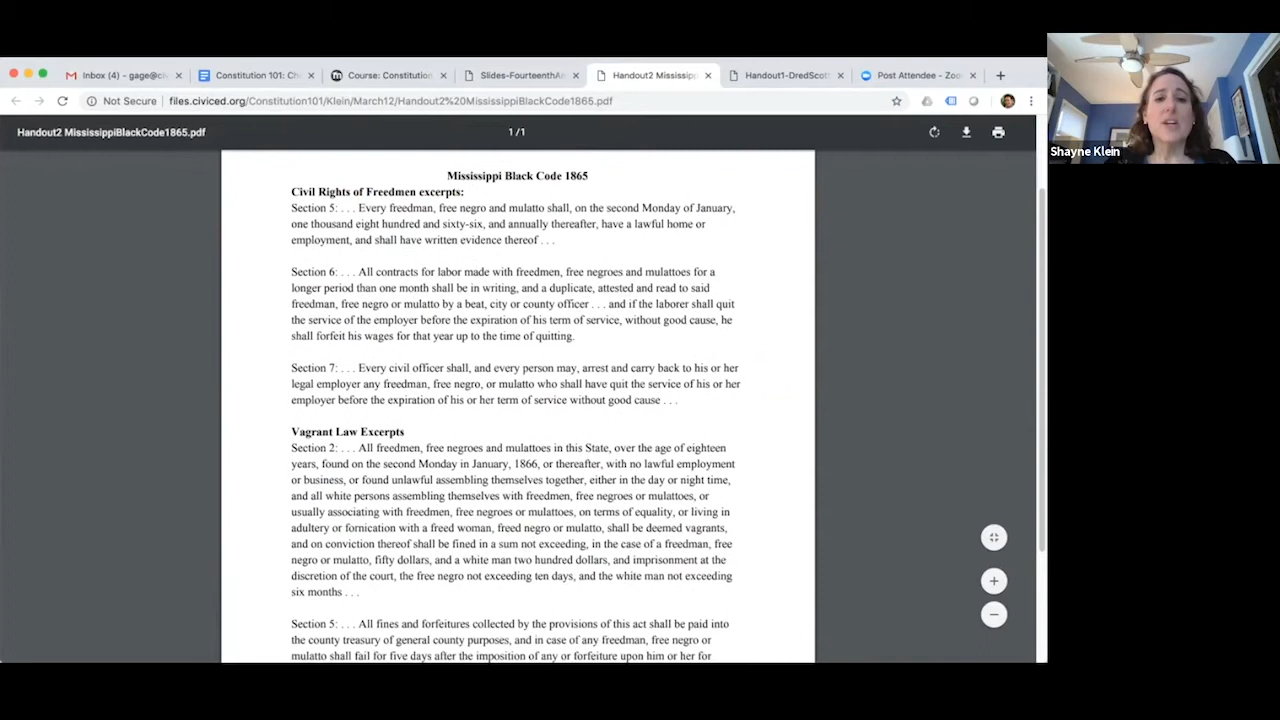 Inbox (4) - gage@civ
Constitution 101: Ch
Course: Constitution
Slides-FourteenthAm
Handout2 Mississipp
Handout1-DredScott
Post Attendee - Zoo
Not Secure | files.civiced.org/Constitution101/Klein/March12/Handout2%20MississippiBlackCode1865.pdf
Handout2 MississippiBlackCode1865.pdf
1 / 1
Shayne Klein
Mississippi Black Code 1865
Civil Rights of Freedmen excerpts:
Section 5: . . . Every freedman, free negro and mulatto shall, on the second Monday of January,
one thousand eight hundred and sixty-six, and annually thereafter, have a lawful home or
employment, and shall have written evidence thereof . . .
Section 6: . . . All contracts for labor made with freedmen, free negroes and mulattoes for a
longer period than one month shall be in writing, and a duplicate, attested and read to said
freedman, free negro or mulatto by a beat, city or county officer . . . and if the laborer shall quit
the service of the employer before the expiration of his term of service, without good cause, he
shall forfeit his wages for that year up to the time of quitting.
Section 7: . . . Every civil officer shall, and every person may, arrest and carry back to his or her
legal employer any freedman, free negro, or mulatto who shall have quit the service of his or her
employer before the expiration of his or her term of service without good cause . . .
Vagrant Law Excerpts
Section 2: . . . All freedmen, free negroes and mulattoes in this State, over the age of eighteen
years, found on the second Monday in January, 1866, or thereafter, with no lawful employment
or business, or found unlawful assembling themselves together, either in the day or night time,
and all white persons assembling themselves with freedmen, free negroes or mulattoes, or
usually associating with freedmen, free negroes or mulattoes, on terms of equality, or living in
adultery or fornication with a freed woman, freed negro or mulatto, shall be deemed vagrants,
and on conviction thereof shall be fined in a sum not exceeding, in the case of a freedman, free
negro or mulatto, fifty dollars, and a white man two hundred dollars, and imprisonment at the
discretion of the court, the free negro not exceeding ten days, and the white man not exceeding
six months . . .
Section 5: . . . All fines and forfeitures collected by the provisions of this act shall be paid into
the county treasury of general county purposes, and in case of any freedman, free negro or
mulatto shall fail for five days after the imposition of any or forfeiture upon him or her for